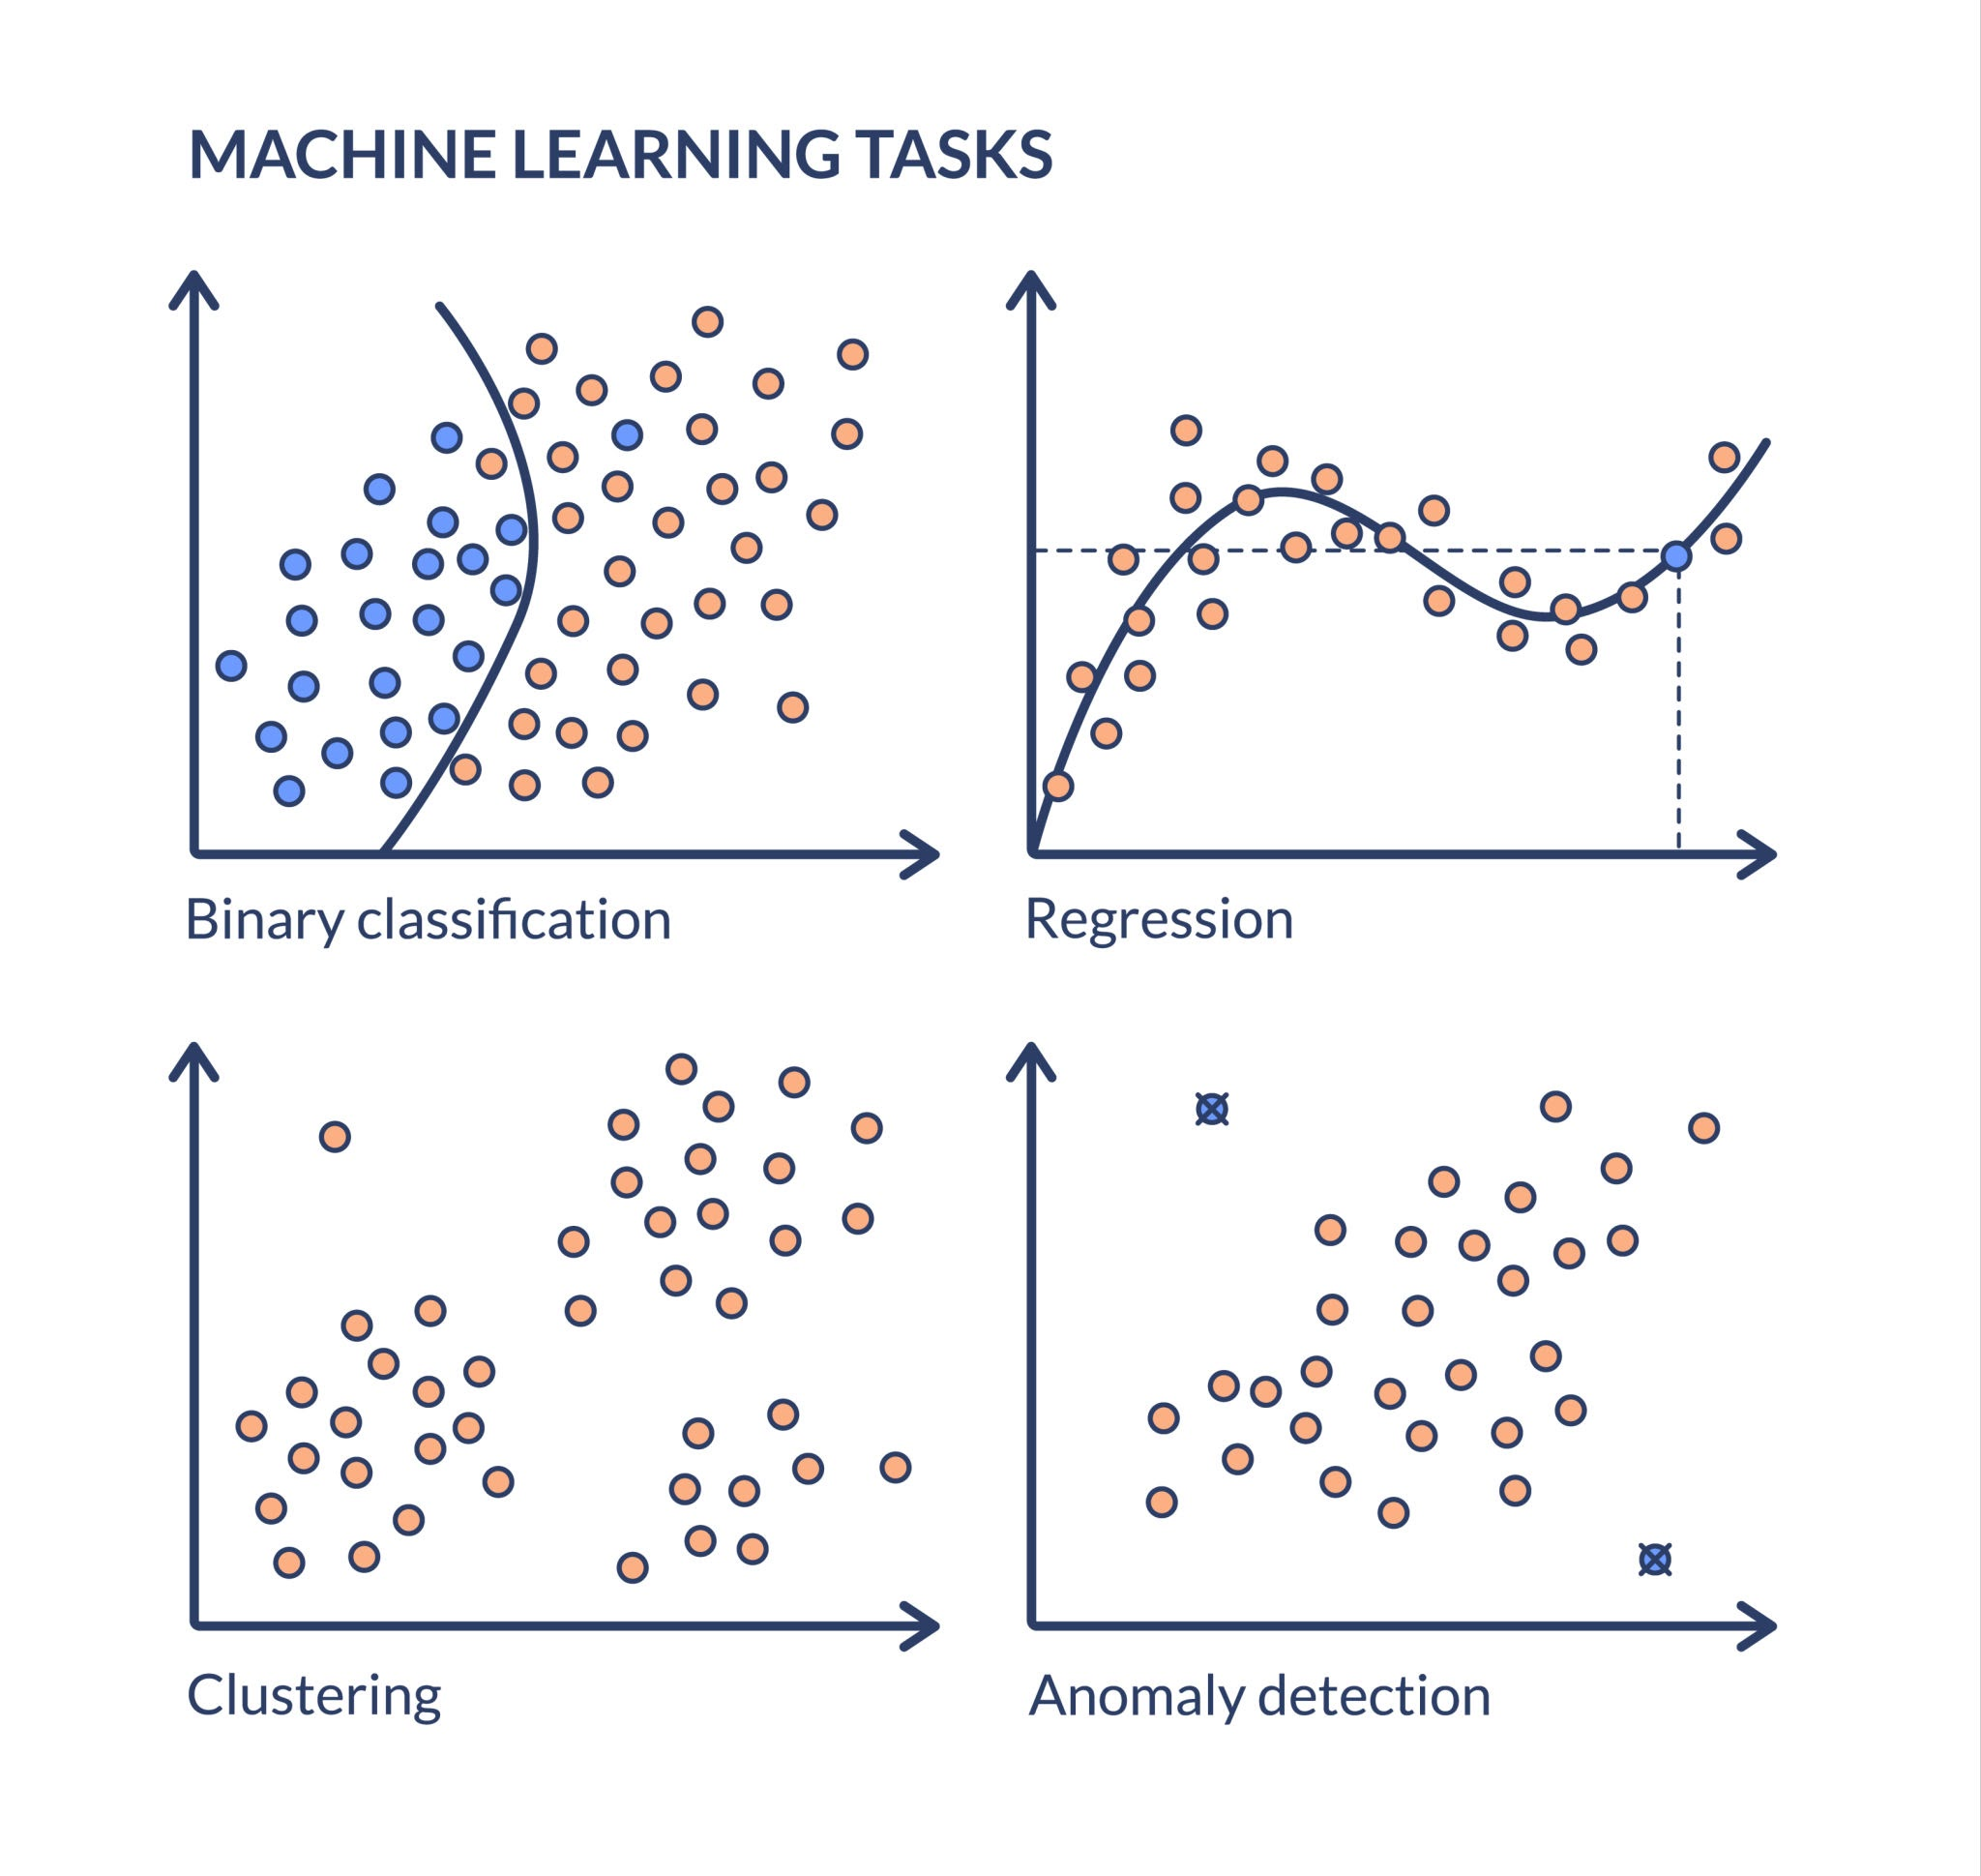 MACHINE LEARNING TASKS
Binary classification
Regression
Clustering
Anomaly detection